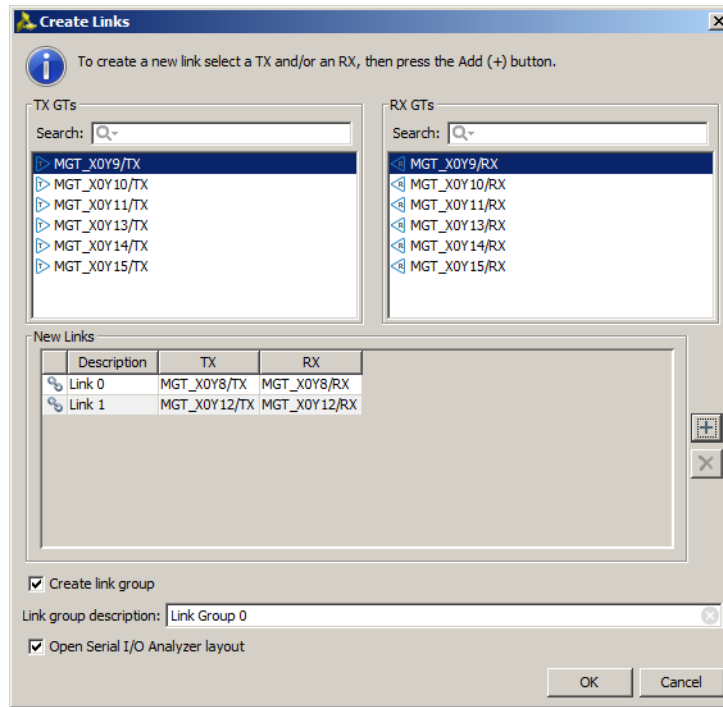 Create Links
To create a new link select a TX and/or an RX, then press the Add (+) button.
TX GTs
Search:
MGT_X0Y9/TX
MGT_X0Y10/TX
MGT_X0Y11/TX
MGT_X0Y13/TX
MGT_X0Y14/TX
MGT_X0Y15/TX
RX GTs
Search:
MGT_X0Y9/RX
MGT_X0Y10/RX
MGT_X0Y11/RX
MGT_X0Y13/RX
MGT_X0Y14/RX
MGT_X0Y15/RX
New Links
Description TX RX
Link 0 MGT_X0Y8/TX MGT_X0Y8/RX
Link 1 MGT_X0Y12/TX MGT_X0Y12/RX
Create link group
Link group description: Link Group 0
Open Serial I/O Analyzer layout
OK Cancel